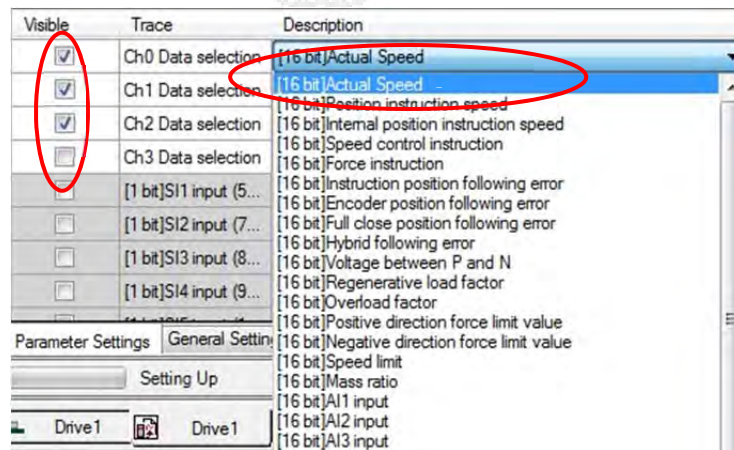 Visible Trace Description
Ch0 Data selection [16 bit]Actual Speed
Ch1 Data selection [16 bit]Actual Speed
[16 bit]Position instruction speed
Ch2 Data selection [16 bit]Internal position instruction speed
[16 bit]Speed control instruction
Ch3 Data selection [16 bit]Force instruction
[16 bit]Instruction position following error
[1 bit]SI1 input (5... [16 bit]Encoder position following error
[16 bit]Full close position following error
[1 bit]SI2 input (7... [16 bit]Hybrid following error
[16 bit]Voltage between P and N
[1 bit]SI3 input (8... [16 bit]Regenerative load factor
[1 bit]SI4 input (9... [16 bit]Overload factor
[16 bit]Positive direction force limit value
Parameter Settings General Settin [16 bit]Negative direction force limit value
[16 bit]Speed limit
Setting Up [16 bit]Mass ratio
[16 bit]AI1 input
Drive1 Drive1 [16 bit]AI2 input
[16 bit]AI3 input